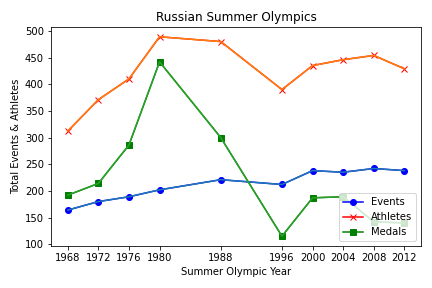 Russian Summer Olympics
Total Events & Athletes
500
450
400
350
300
250
200
150
100
Events
Athletes
Medals
1968 1972 1976 1980 1988 1996 2000 2004 2008 2012
Summer Olympic Year